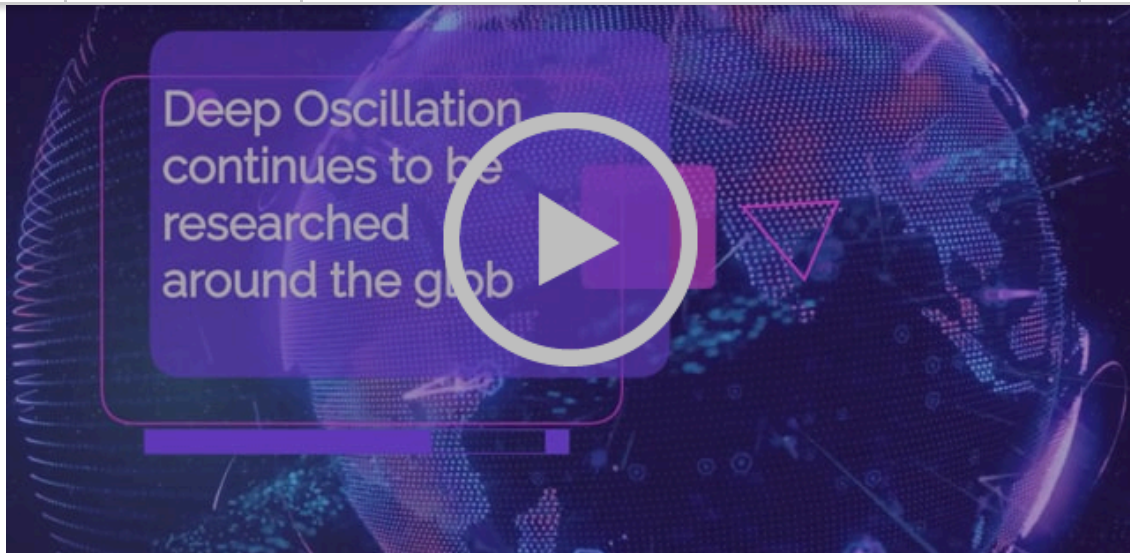 Deep Oscillation
continues to be
researched
around the glob